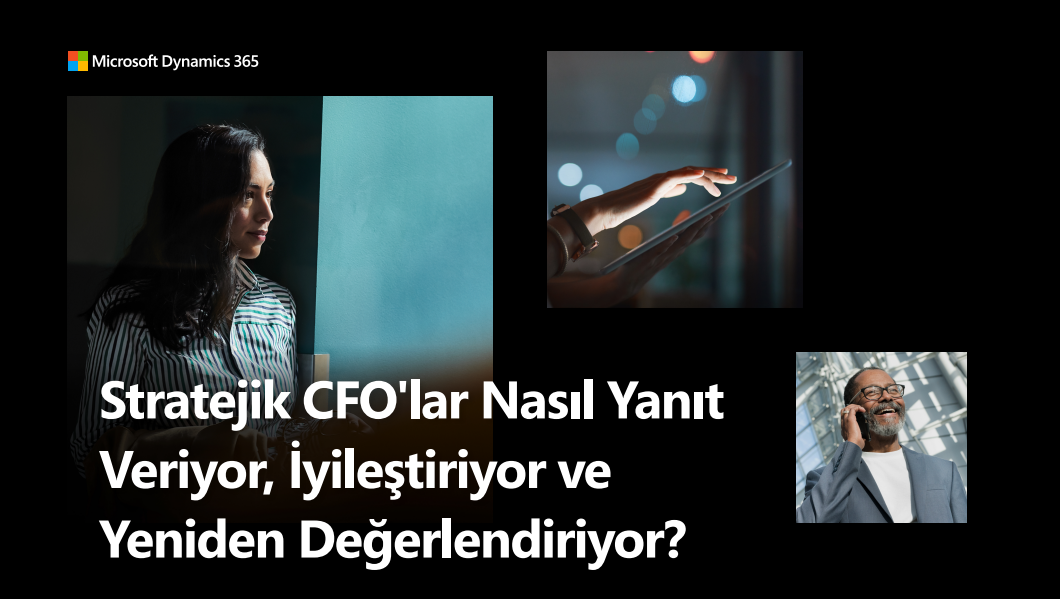 Microsoft Dynamics 365
Stratejik CFO'lar Nasıl Yanıt
Veriyor, İyileştiriyor ve
Yeniden Değerlendiriyor?